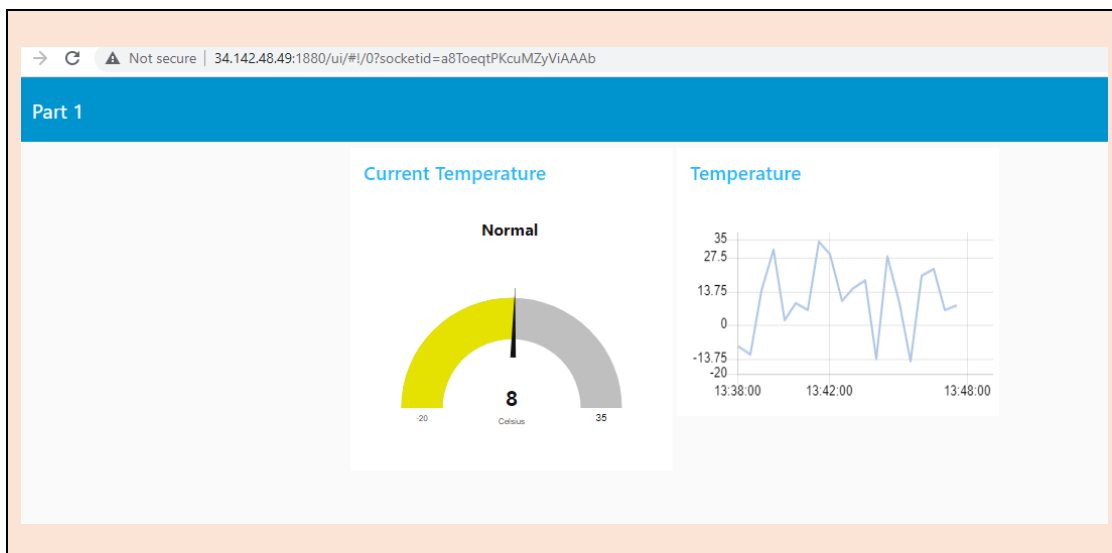 Not secure | 34.142.48.49:1880/ui/#!/0?socketid=a8ToeqtPKcuMZyViAAAb
Part 1
Current Temperature
Normal
8
Celsius
-20
35
Temperature
35
27.5
13.75
0
-13.75
-20
13:38:00
13:42:00
13:48:00